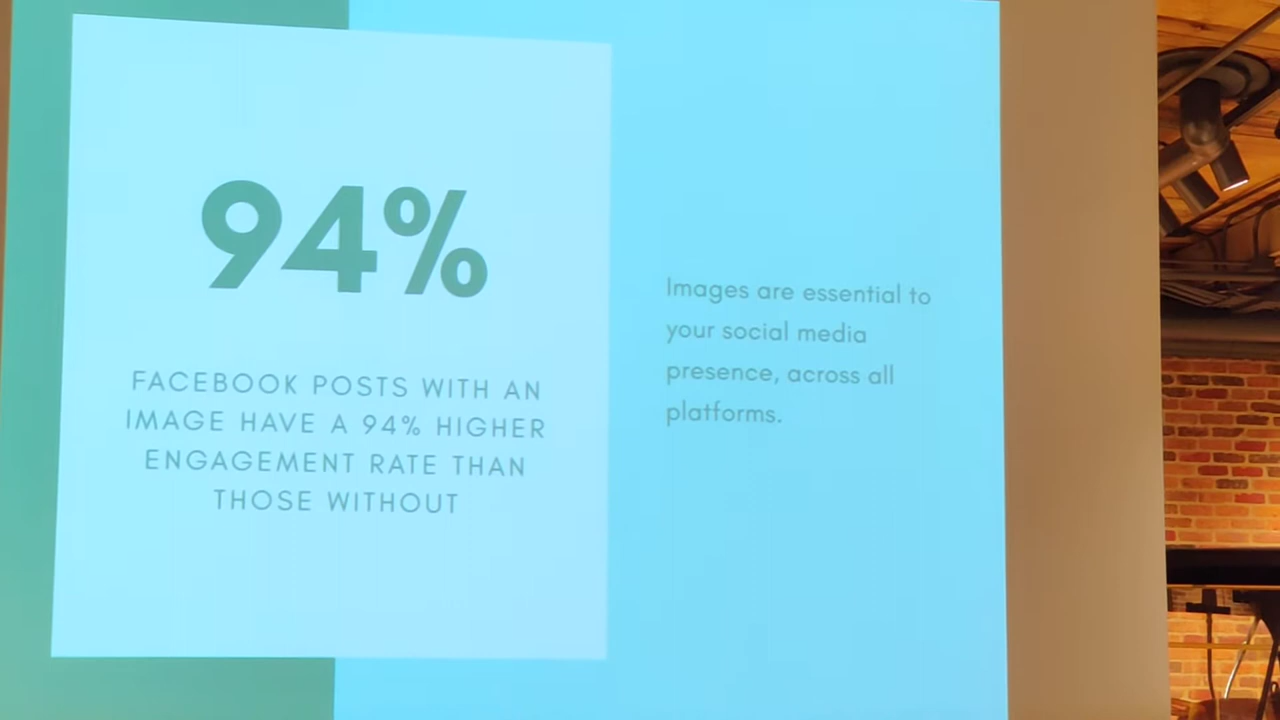 94%
FACEBOOK POSTS WITH AN
IMAGE HAVE A 94% HIGHER
ENGAGEMENT RATE THAN
THOSE WITHOUT
Images are essential to
your social media
presence, across all
platforms.